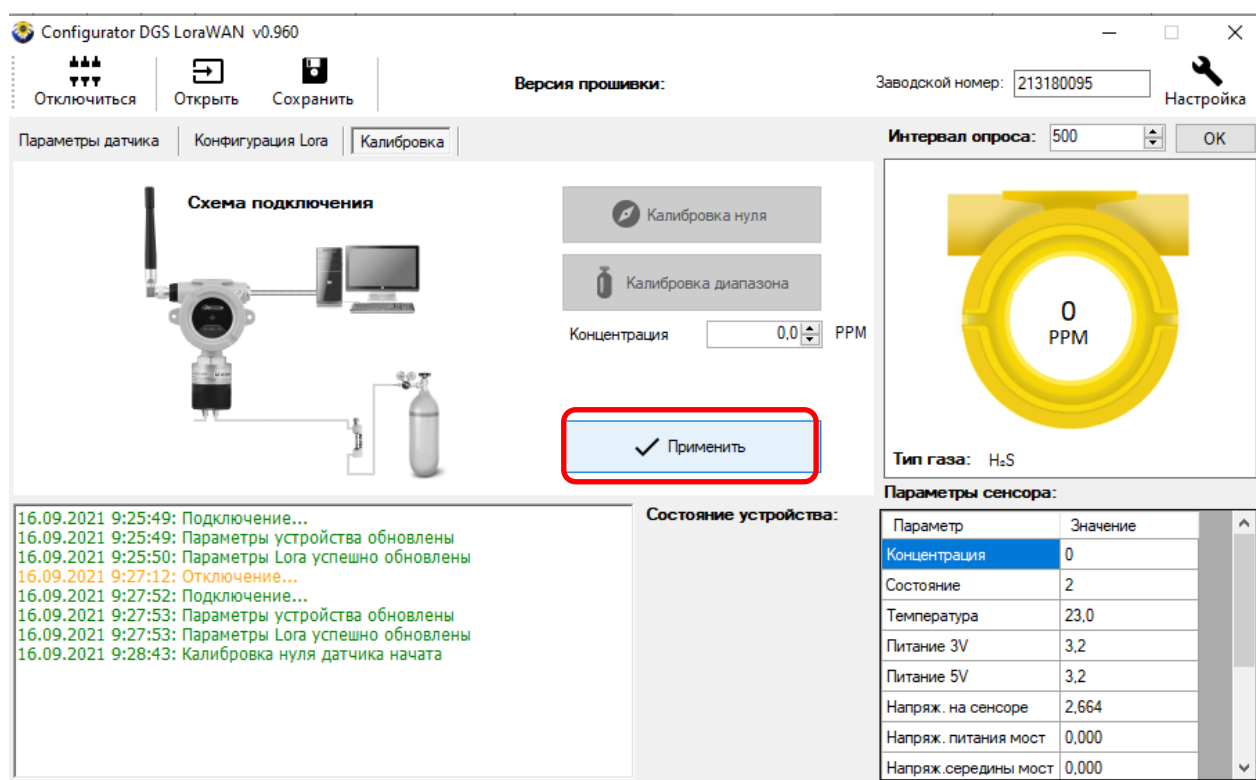 Configurator DGS LoraWAN v0.960
Отключиться
Открыть
Сохранить
Версия прошивки:
Заводской номер: 213180095
Настройка
Параметры датчика
Конфигурация Lora
Калибровка
Интервал опроса: 500
OK
Схема подключения
Калибровка нуля
Калибровка диапазона
Концентрация 0,0 PPM
Применить
0
PPM
Тип газа: H₂S
16.09.2021 9:25:49: Подключение...
16.09.2021 9:25:49: Параметры устройства обновлены
16.09.2021 9:25:50: Параметры Lora успешно обновлены
16.09.2021 9:27:12: Отключение...
16.09.2021 9:27:52: Подключение...
16.09.2021 9:27:53: Параметры устройства обновлены
16.09.2021 9:27:53: Параметры Lora успешно обновлены
16.09.2021 9:28:43: Калибровка нуля датчика начата
Состояние устройства:
Параметры сенсора:
Параметр Значение
Концентрация 0
Состояние 2
Температура 23,0
Питание 3V 3,2
Питание 5V 3,2
Напряж. на сенсоре 2,664
Напряж. питания мост 0,000
Напряж.середины мост 0,000